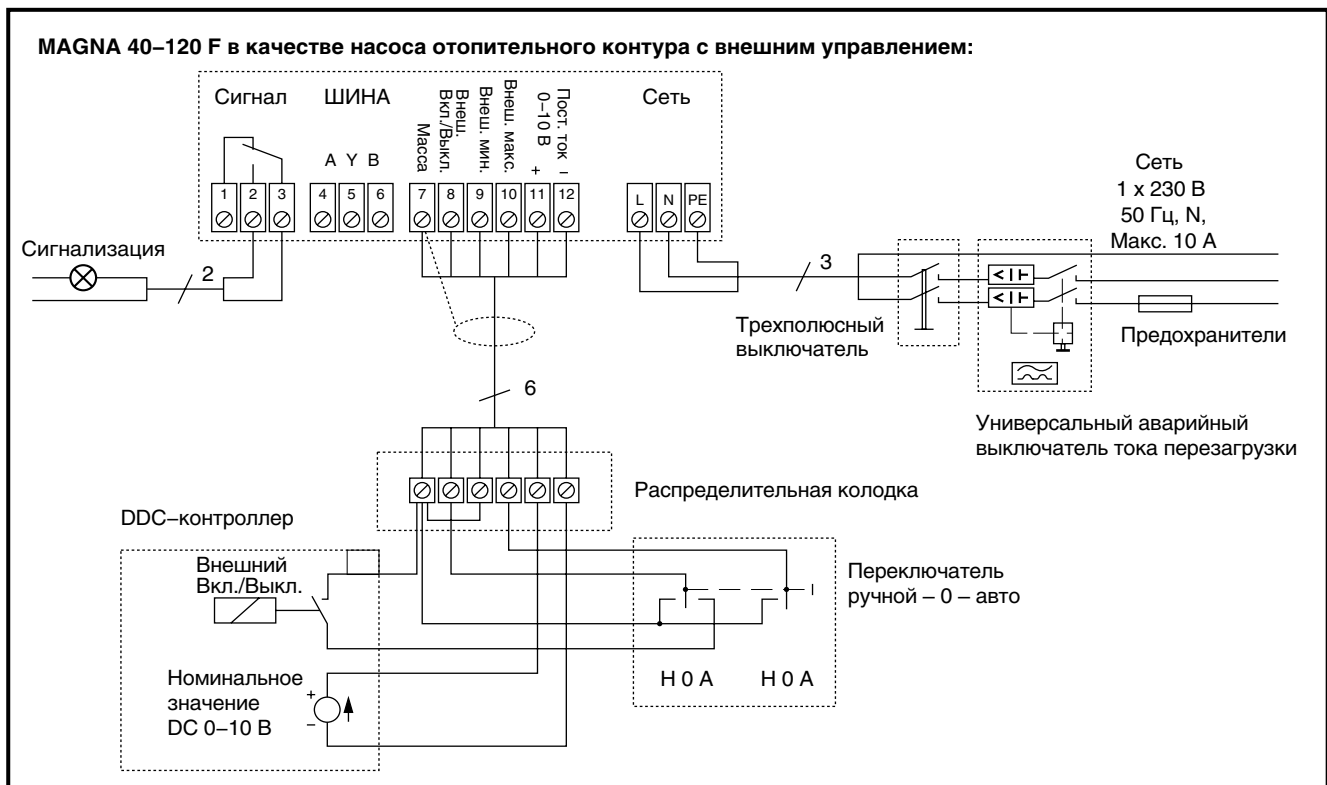 MAGNA 40–120 F в качестве насоса отопительного контура с внешним управлением:
Сигнал
ШИНА
Масса
Внеш.
Вкл./Выкл.
Внеш. мин.
Внеш. макс.
0–10 В
+
Пост. ток
–
Сеть
A Y B
1
2
3
4
5
6
7
8
9
10
11
12
L
N
PE
Сеть
1 x 230 В
50 Гц, N,
Макс. 10 А
Сигнализация
2
3
Трехполюсный
выключатель
Предохранители
Универсальный аварийный
выключатель тока перезагрузки
6
Распределительная колодка
DDC–контроллер
Внешний
Вкл./Выкл.
Переключатель
ручной – 0 – авто
Номинальное
значение
DC 0–10 В
+
–
H 0 A
H 0 A